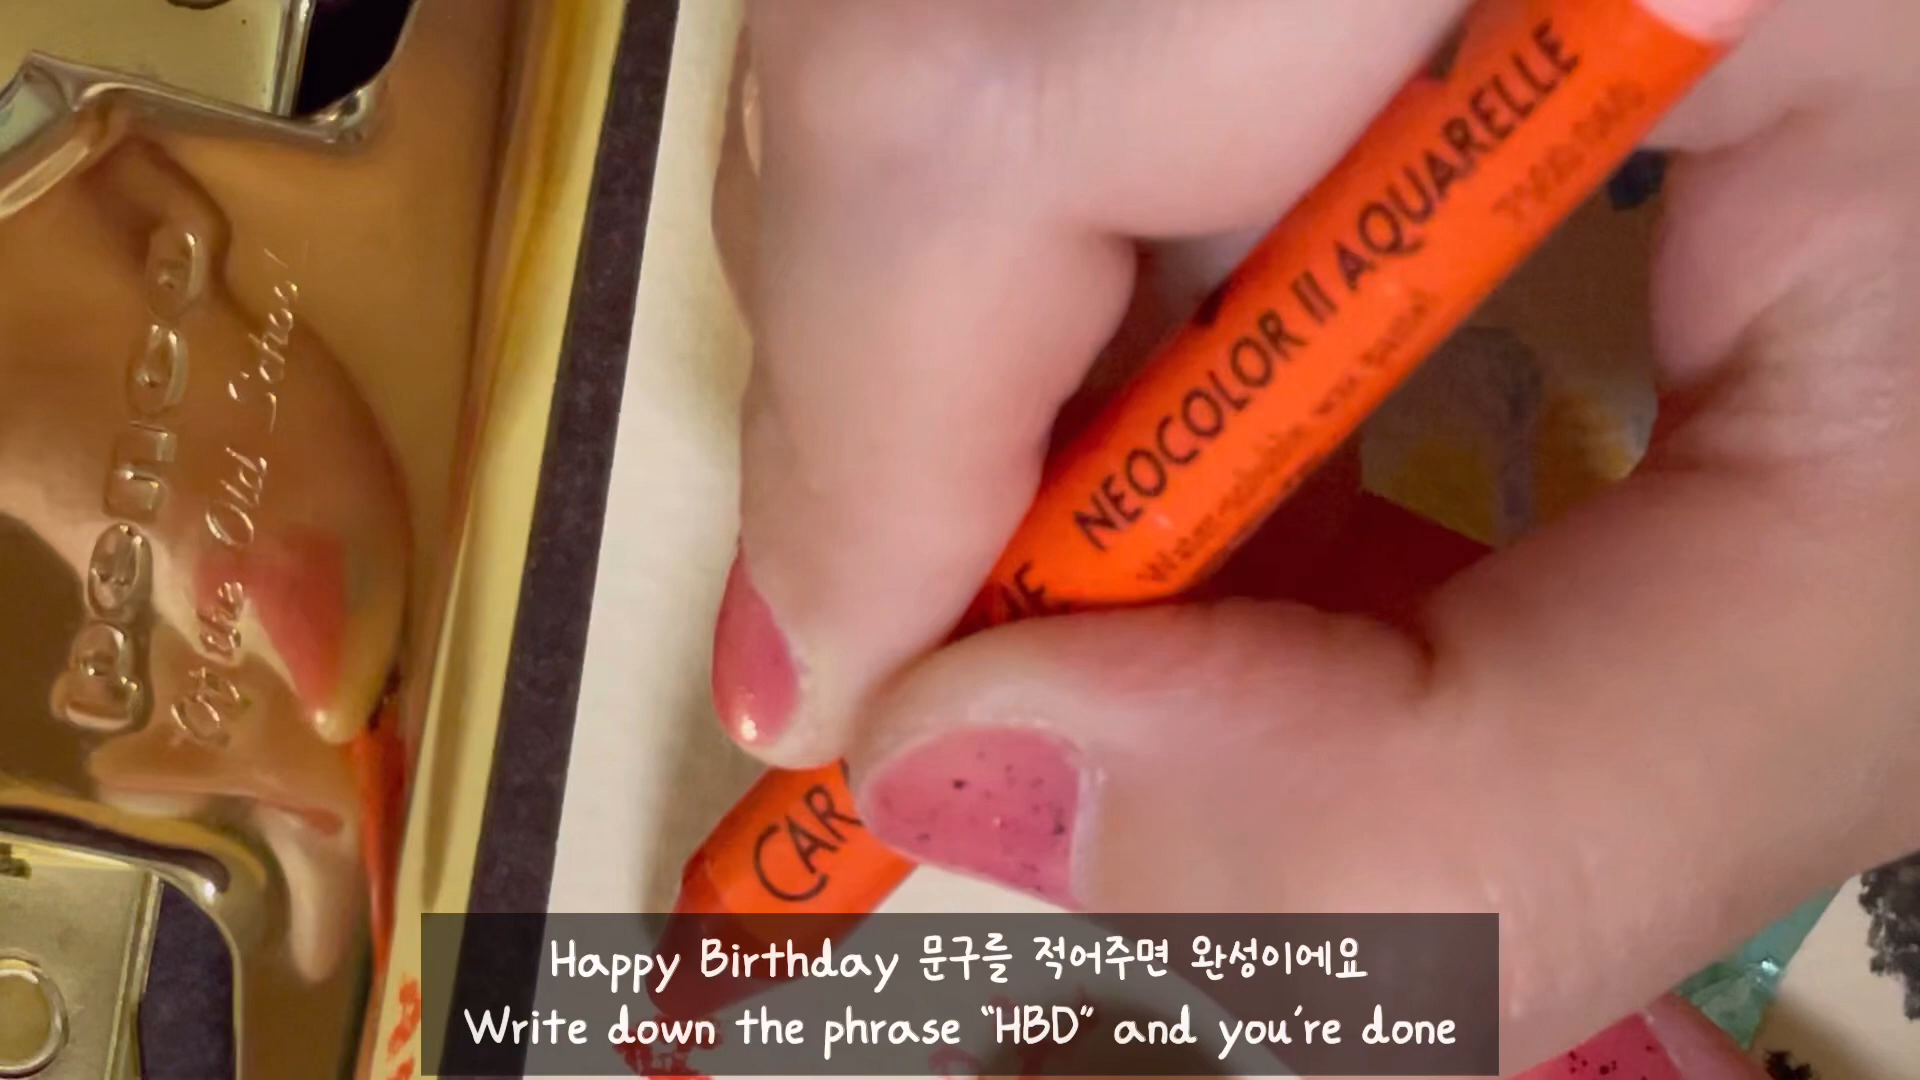 penco
Of the Old School
NEOCOLOR II AQUARELLE
CAR
Happy Birthday 문구를 적어주면 완성이에요
Write down the phrase “HBD” and you're done